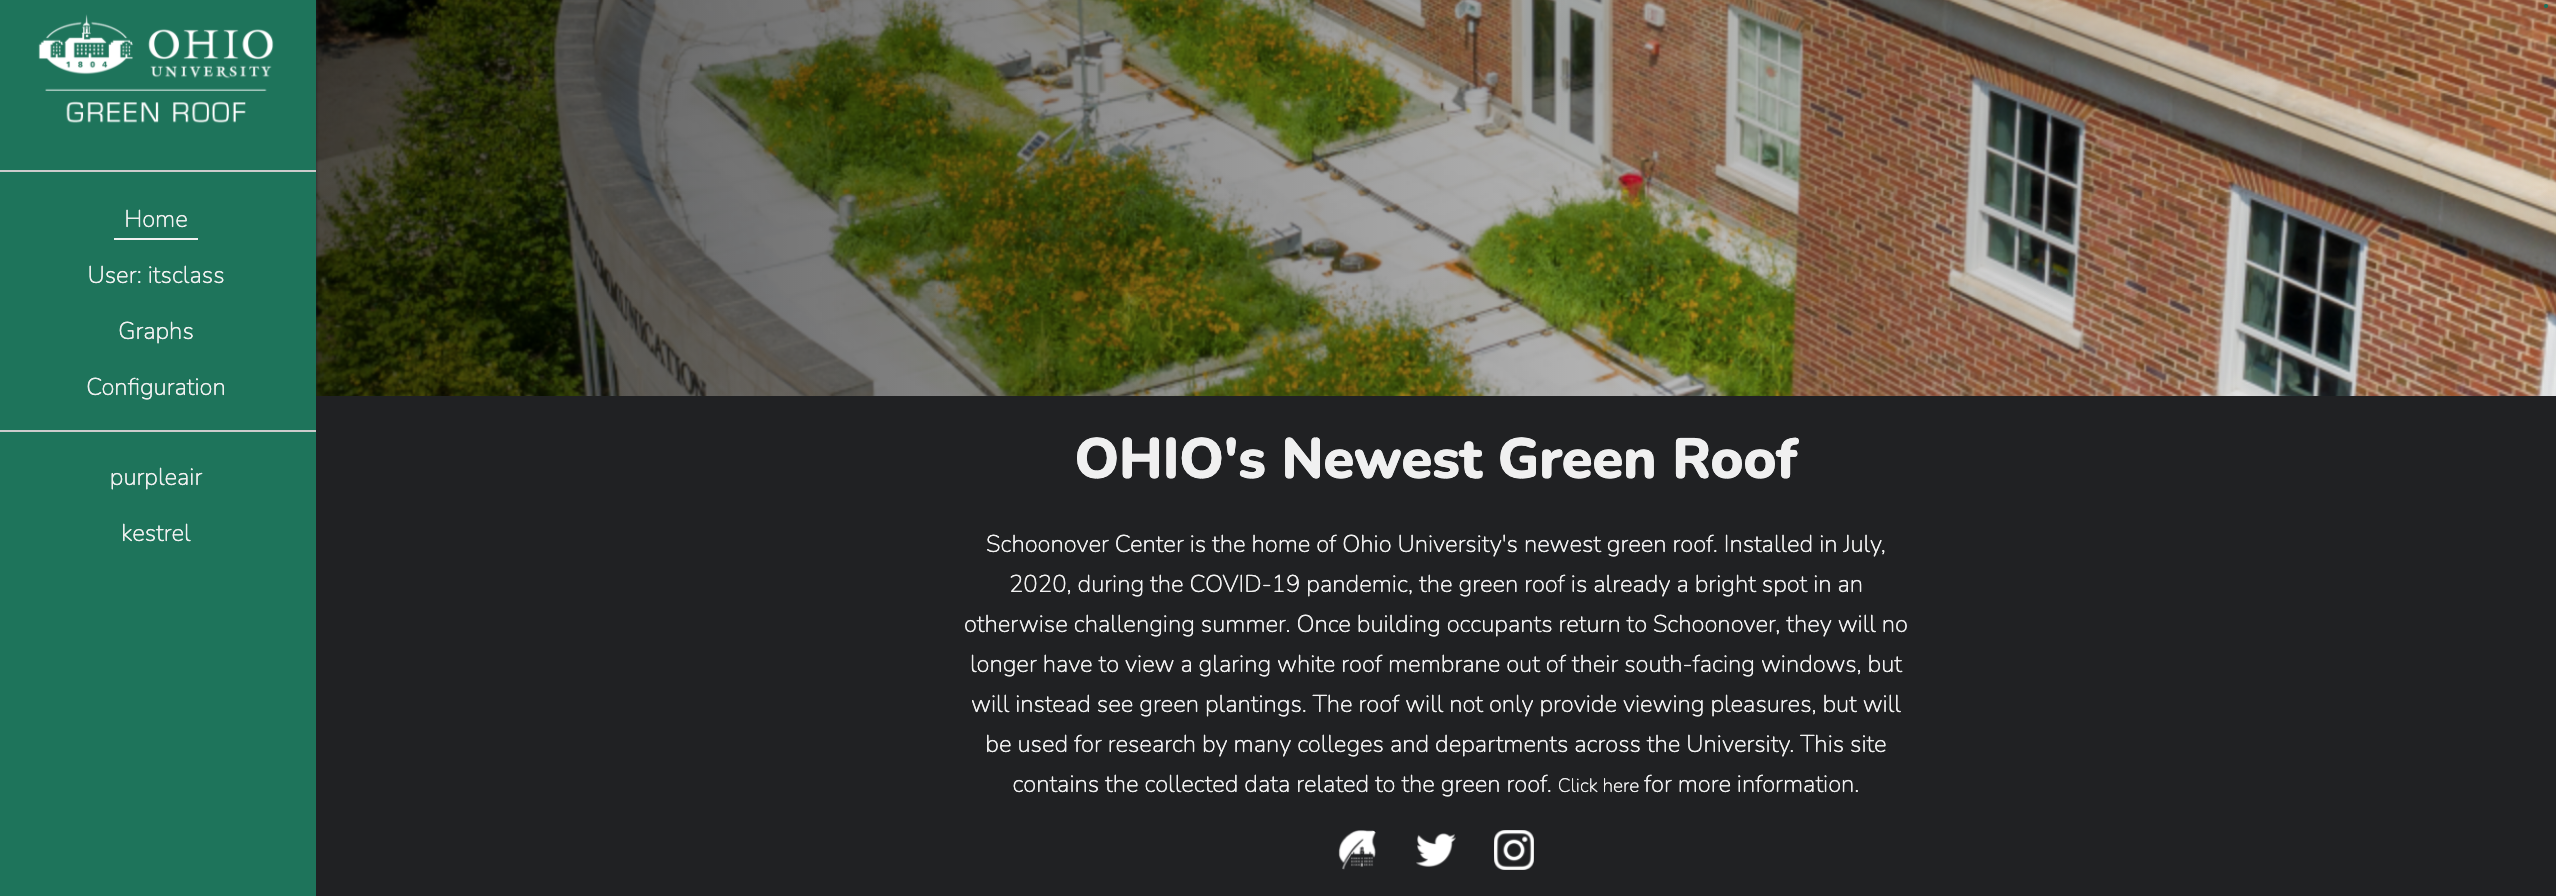 OHIO
1804
UNIVERSITY
GREEN ROOF
Home
User: itsclass
Graphs
Configuration
purpleair
kestrel
COMMUNICATION
OHIO's Newest Green Roof
Schoonover Center is the home of Ohio University's newest green roof. Installed in July,
2020, during the COVID-19 pandemic, the green roof is already a bright spot in an
otherwise challenging summer. Once building occupants return to Schoonover, they will no
longer have to view a glaring white roof membrane out of their south-facing windows, but
will instead see green plantings. The roof will not only provide viewing pleasures, but will
be used for research by many colleges and departments across the University. This site
contains the collected data related to the green roof. Click here for more information.